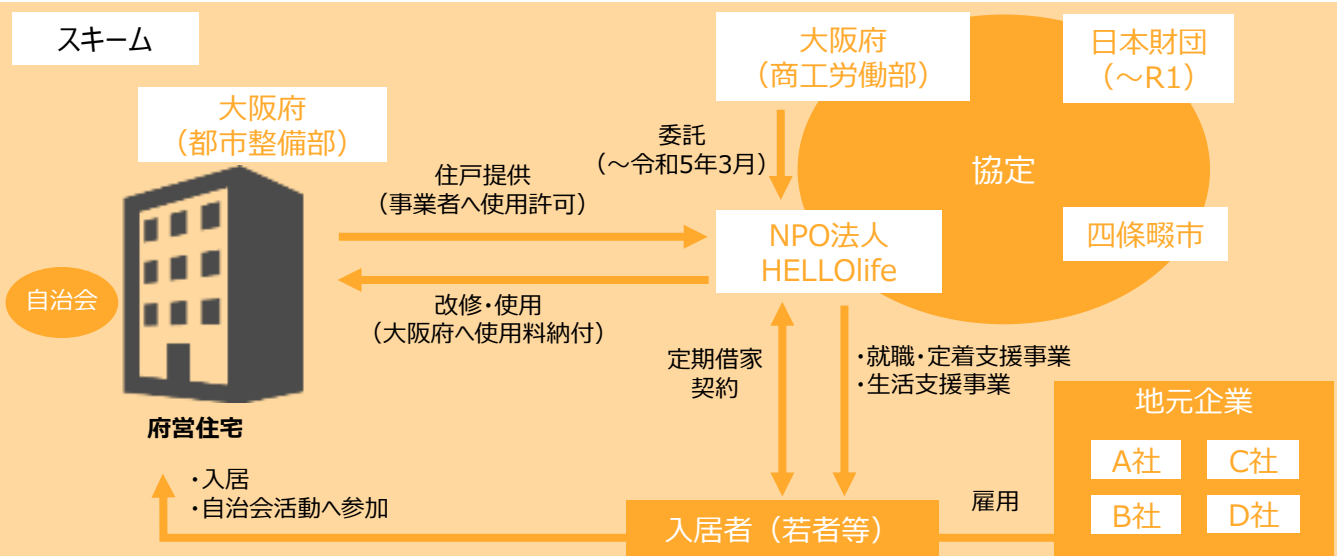 スキーム
大阪府
（都市整備部）
大阪府
（商工労働部）
日本財団
（～R1）
委託
（～令和5年3月）
協定
住戸提供
（事業者へ使用許可）
NPO法人
HELLOlife
四條畷市
自治会
改修・使用
（大阪府へ使用料納付）
定期借家
契約
・就職・定着支援事業
・生活支援事業
府営住宅
地元企業
A社
C社
B社
D社
・入居
・自治会活動へ参加
入居者（若者等）
雇用